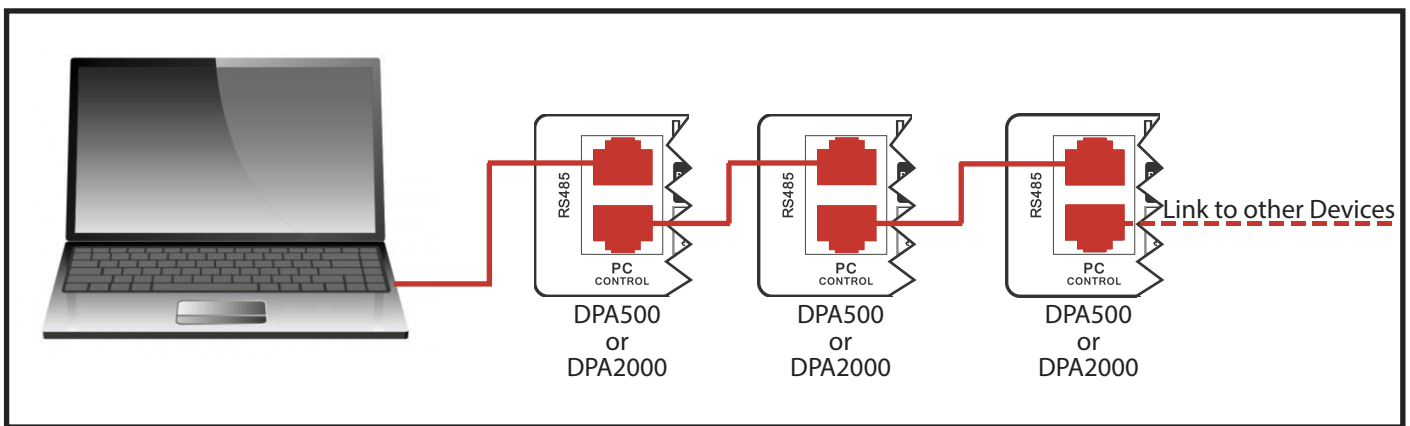 RS485
PC
CONTROL
DPA500
or
DPA2000
RS485
PC
CONTROL
DPA500
or
DPA2000
RS485
PC
CONTROL
DPA500
or
DPA2000
Link to other Devices